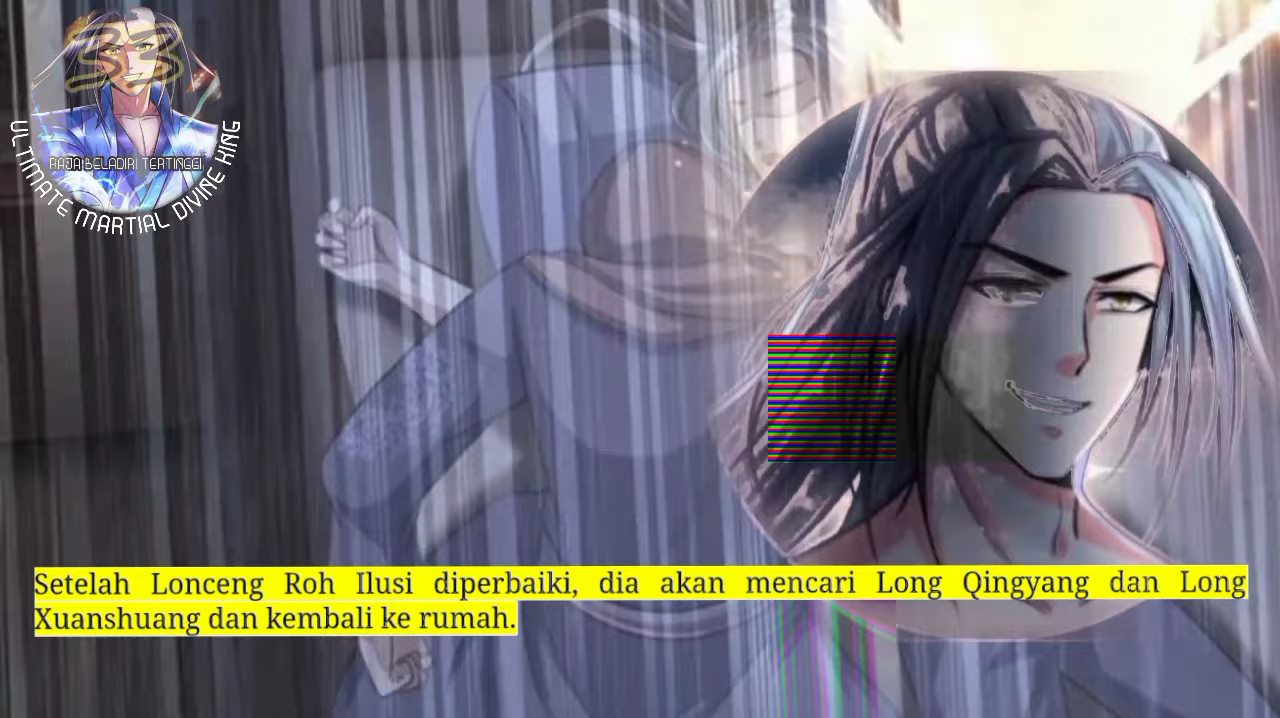 RAJA BELADIRI TERTINGGI
ULTIMATE MARTIAL DIVINE KING
Setelah Lonceng Roh Ilusi diperbaiki, dia akan mencari Long Qingyang dan Long
Xuanshuang dan kembali ke rumah.